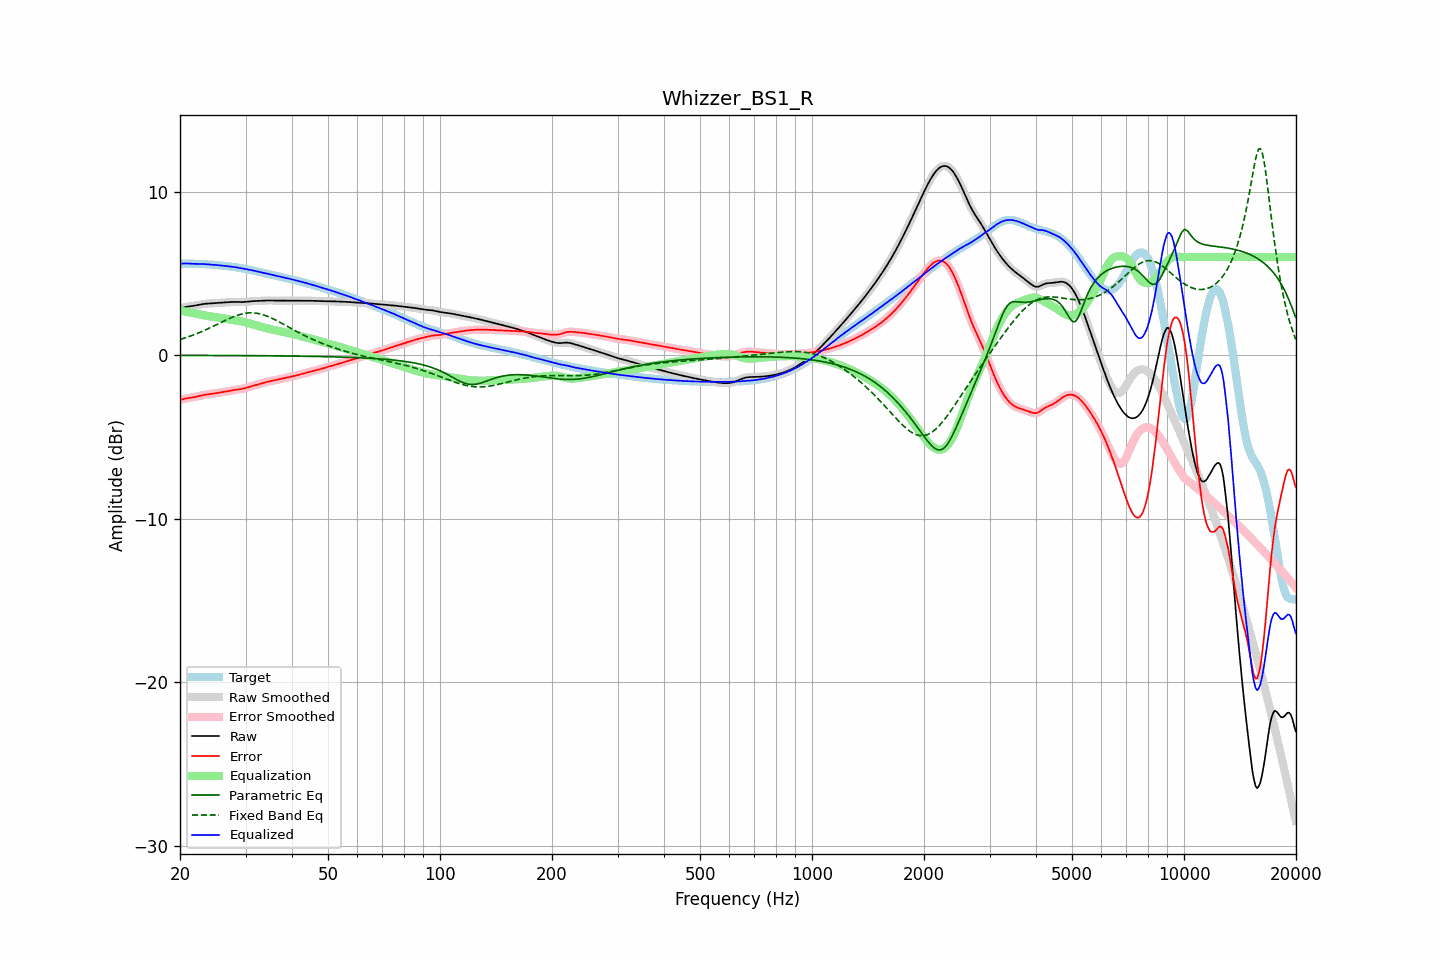 Whizzer_BS1_R
Amplitude (dBr)
10
0
−10
−20
−30
Target
Raw Smoothed
Error Smoothed
Raw
Error
Equalization
Parametric Eq
Fixed Band Eq
Equalized
20 50 100 200 500 1000 2000 5000 10000 20000
Frequency (Hz)